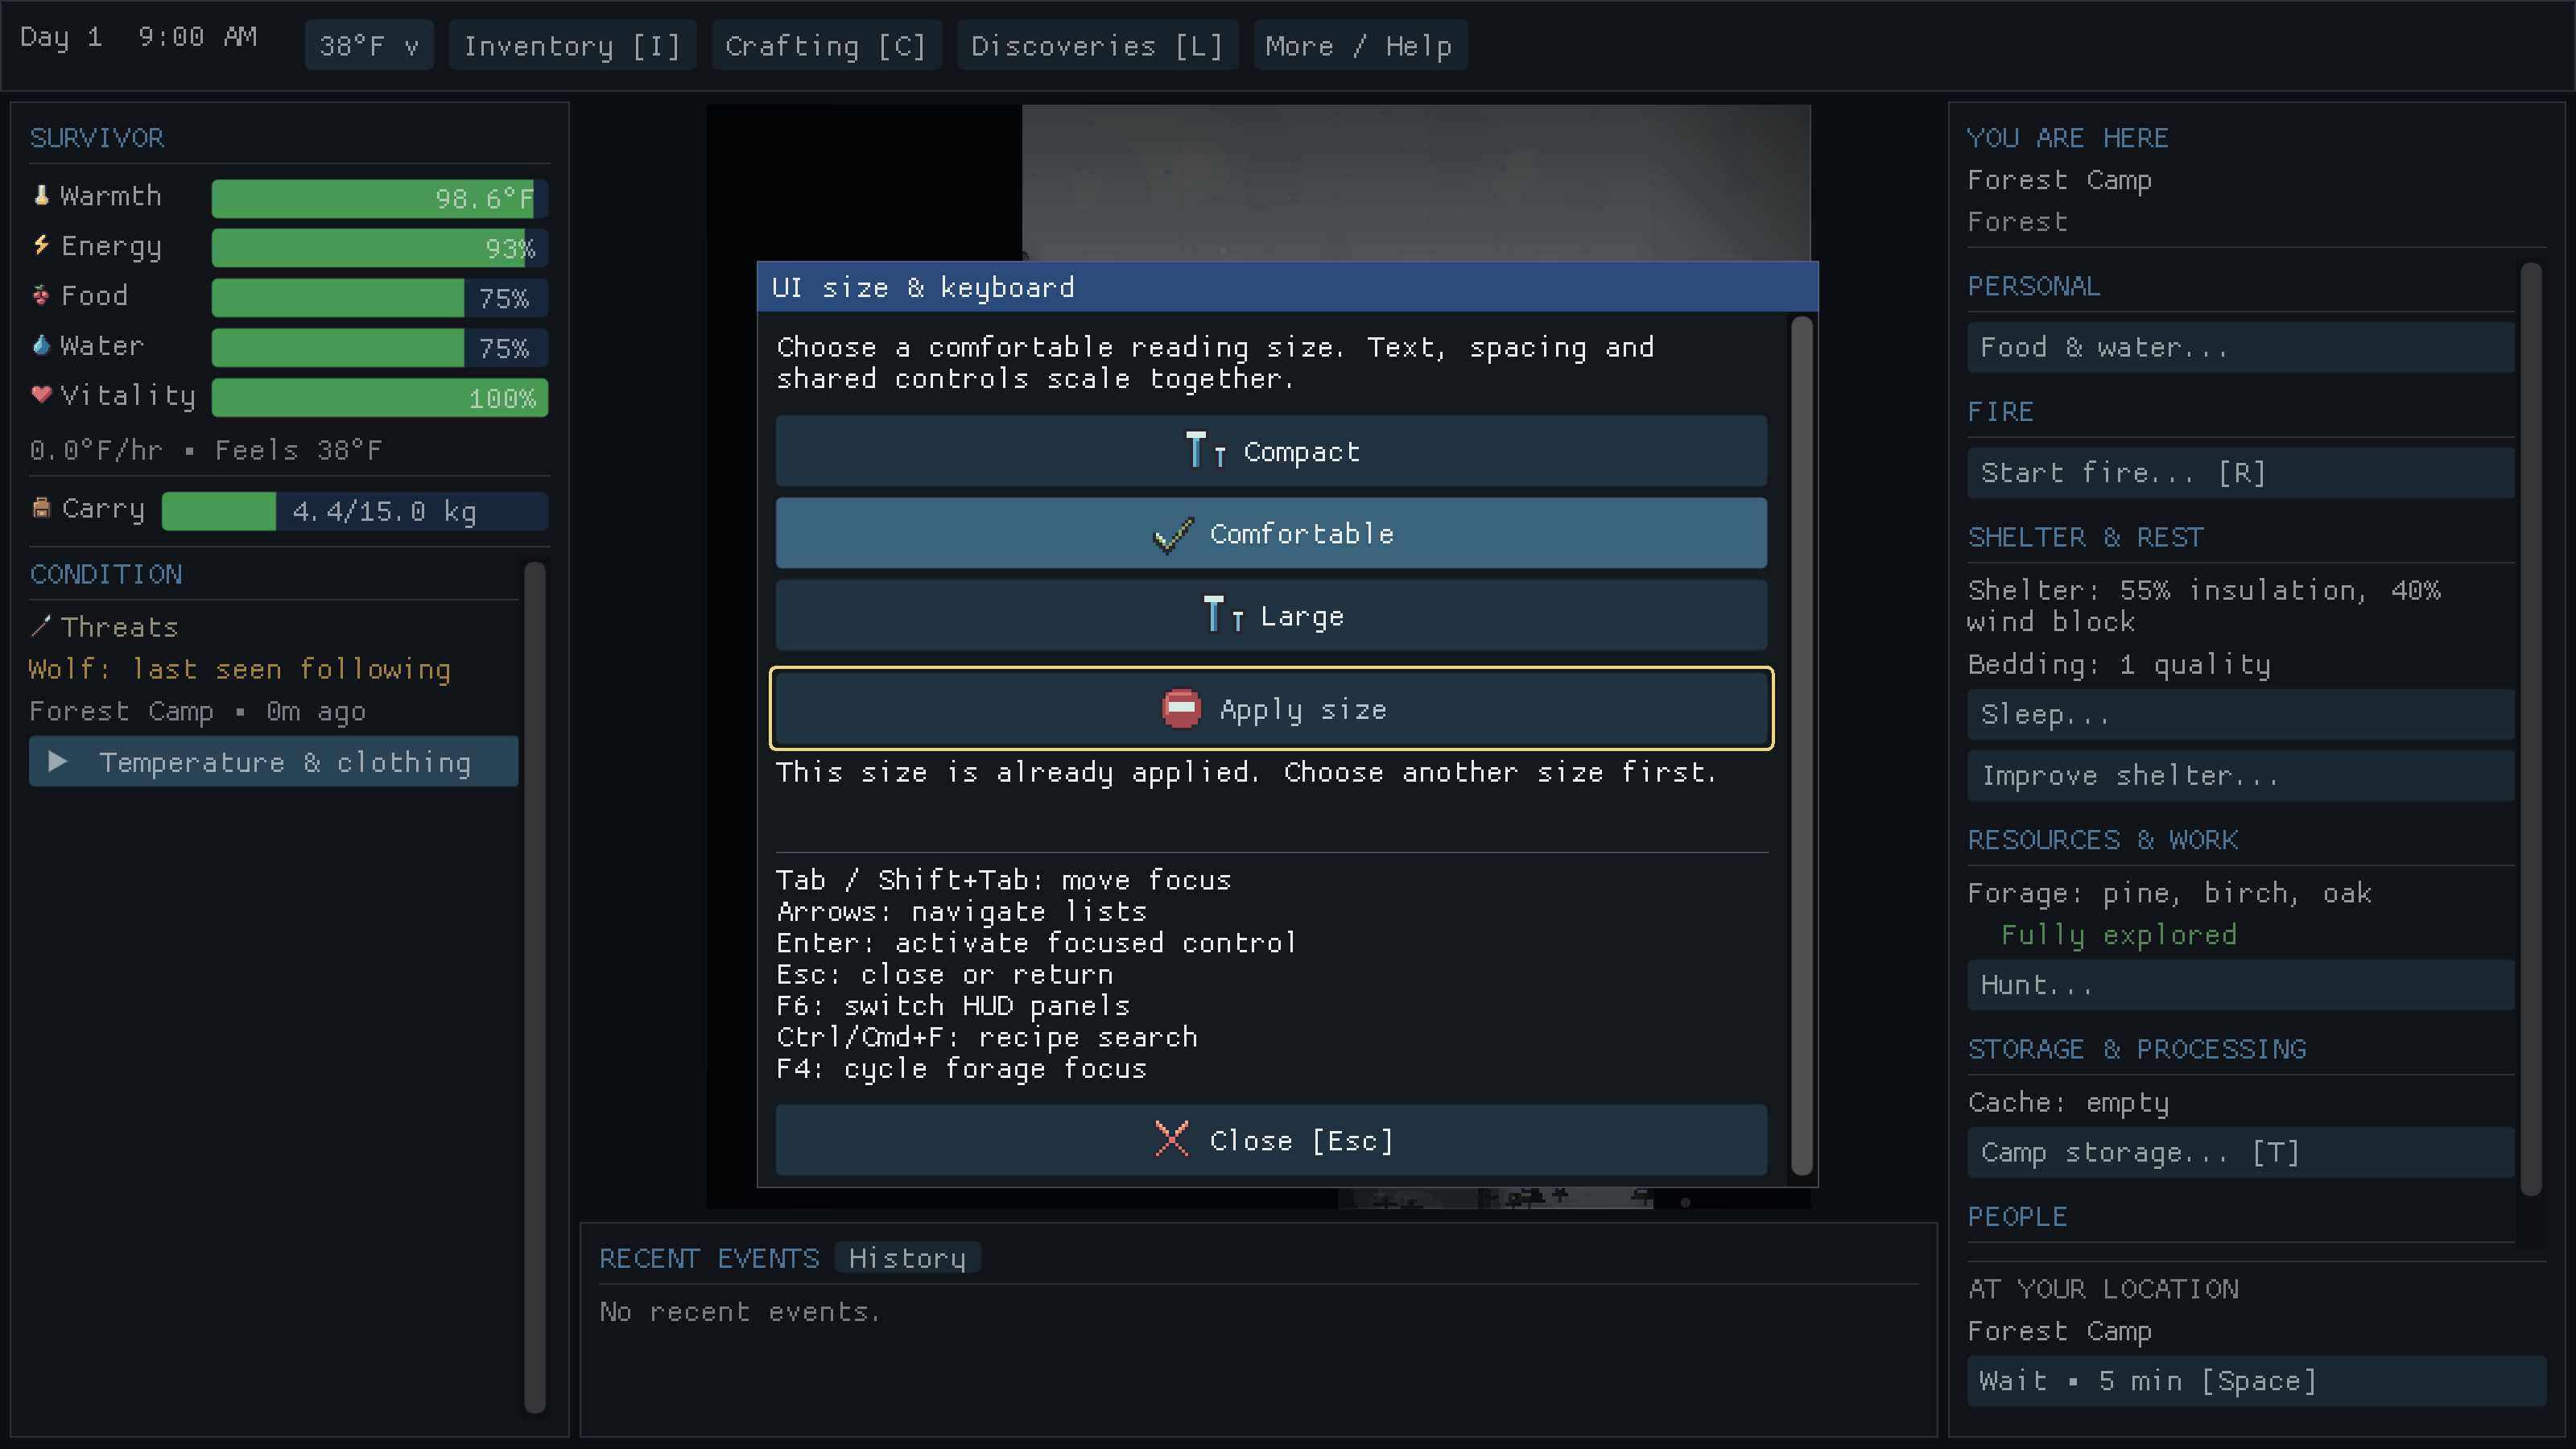 Day 1 9:00 AM
38°F v
Inventory [I]
Crafting [C]
Discoveries [L]
More / Help
SURVIVOR
Warmth 98.6°F
Energy 93%
Food 75%
Water 75%
Vitality 100%
0.0°F/hr ▪ Feels 38°F
Carry 4.4/15.0 kg
CONDITION
Threats
Wolf: last seen following
Forest Camp ▪ 0m ago
Temperature & clothing
UI size & keyboard
Choose a comfortable reading size. Text, spacing and
shared controls scale together.
Compact
Comfortable
Large
Apply size
This size is already applied. Choose another size first.
Tab / Shift+Tab: move focus
Arrows: navigate lists
Enter: activate focused control
Esc: close or return
F6: switch HUD panels
Ctrl/Cmd+F: recipe search
F4: cycle forage focus
Close [Esc]
RECENT EVENTS History
No recent events.
YOU ARE HERE
Forest Camp
Forest
PERSONAL
Food & water...
FIRE
Start fire... [R]
SHELTER & REST
Shelter: 55% insulation, 40%
wind block
Bedding: 1 quality
Sleep...
Improve shelter...
RESOURCES & WORK
Forage: pine, birch, oak
Fully explored
Hunt...
STORAGE & PROCESSING
Cache: empty
Camp storage... [T]
PEOPLE
AT YOUR LOCATION
Forest Camp
Wait ▪ 5 min [Space]